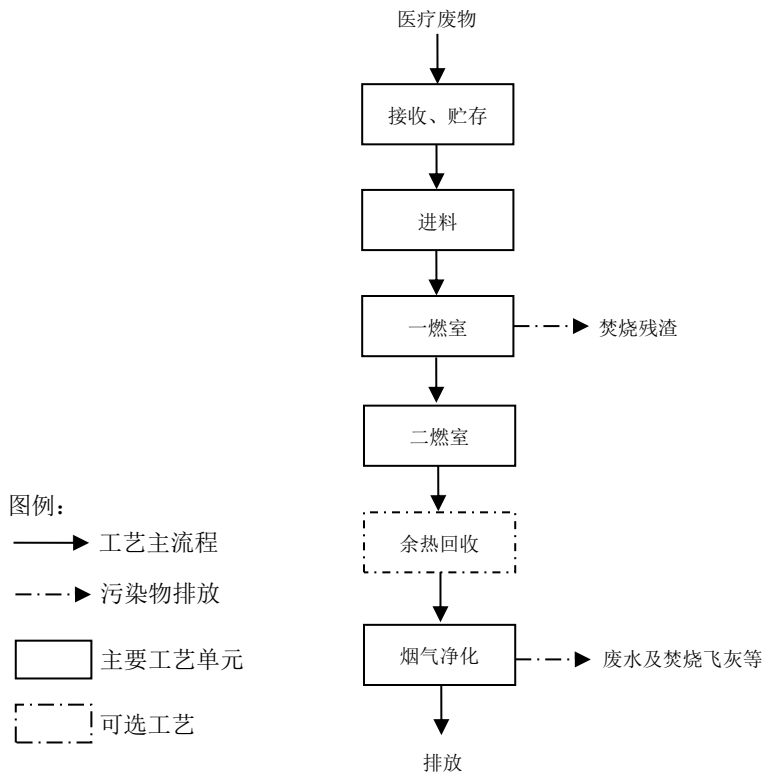 医疗废物
接收、贮存
进料
一燃室
焚烧残渣
二燃室
余热回收
烟气净化
废水及焚烧飞灰等
排放
图例：
工艺主流程
污染物排放
主要工艺单元
可选工艺